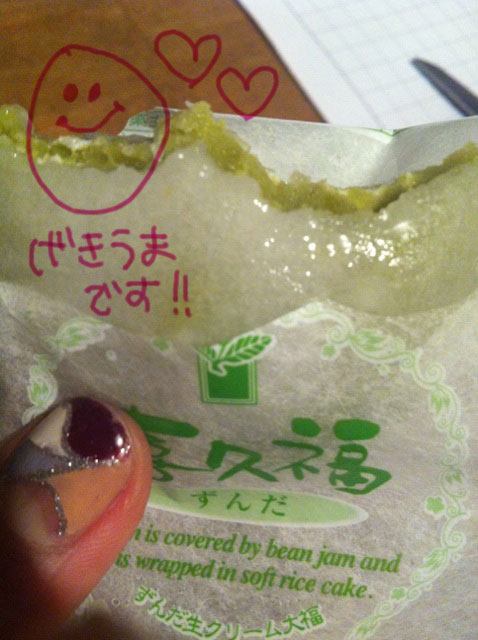 げきうま
です!!
喜久福
ずんだ
is covered by bean jam and
wrapped in soft rice cake.
ずんだ生クリーム大福